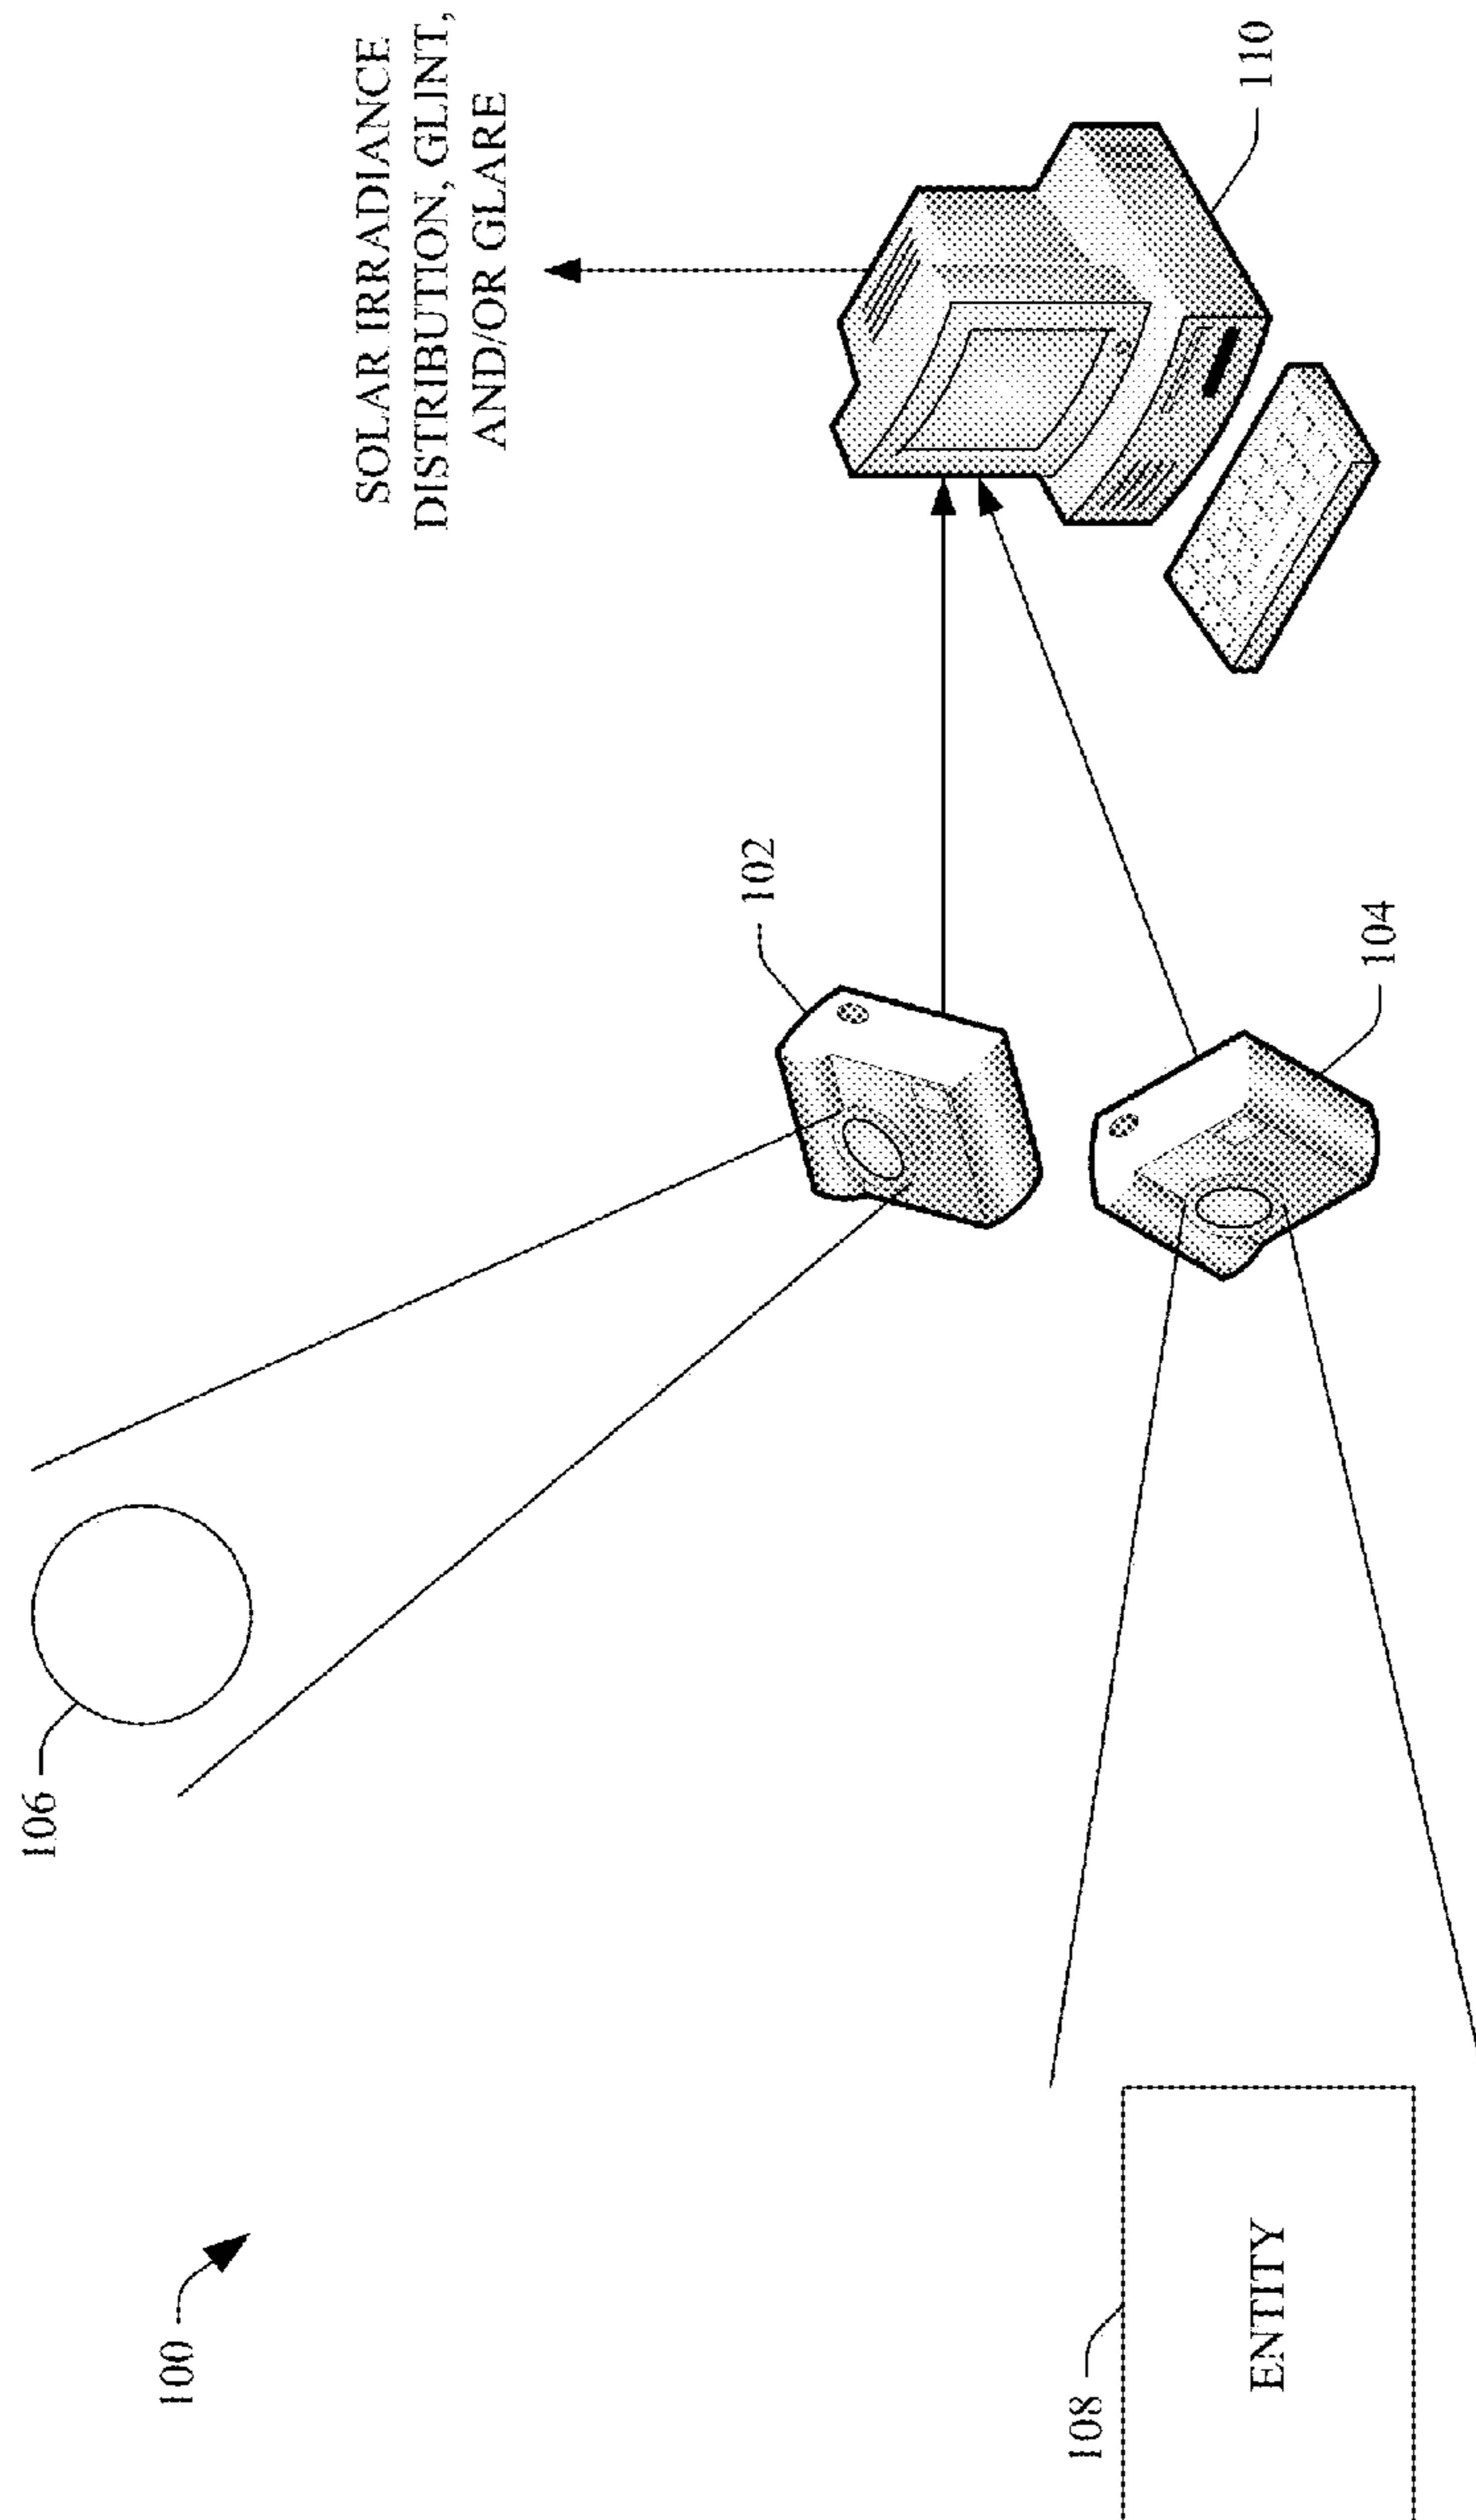 100
106
102
SOLAR IRRADIANCE
DISTRIBUTION, GLINT,
AND/OR GLARE
108
ENTITY
104
110